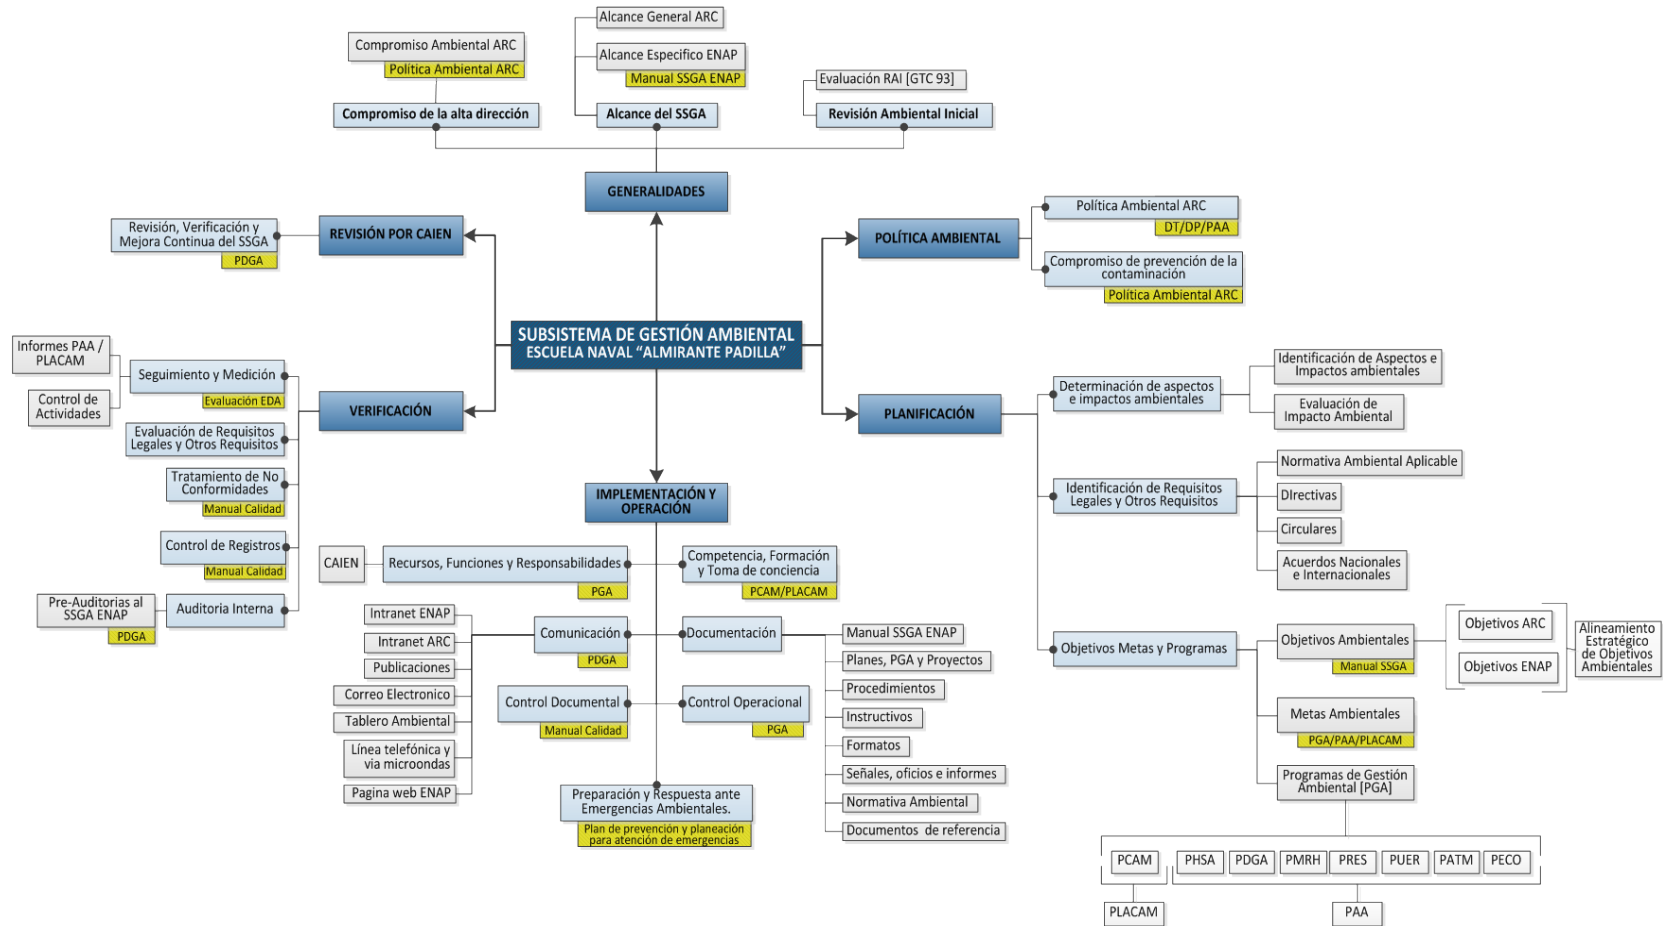 Alcance General ARC
Compromiso Ambiental ARC
Política Ambiental ARC
Alcance Especifico ENAP
Manual SSGA ENAP
Evaluación RAI [GTC 93]
Compromiso de la alta dirección
Alcance del SSGA
Revisión Ambiental Inicial
GENERALIDADES
Revisión, Verificación y
Mejora Continua del SSGA
PDGA
REVISIÓN POR CAIEN
POLÍTICA AMBIENTAL
Política Ambiental ARC
DT/DP/PAA
Compromiso de prevención de la
contaminación
Política Ambiental ARC
SUBSISTEMA DE GESTIÓN AMBIENTAL
ESCUELA NAVAL “ALMIRANTE PADILLA”
Informes PAA /
PLACAM
Control de
Actividades
Seguimiento y Medición
Evaluación EDA
VERIFICACIÓN
Evaluación de Requisitos
Legales y Otros Requisitos
Tratamiento de No
Conformidades
Manual Calidad
Control de Registros
Manual Calidad
Pre-Auditorias al
SSGA ENAP
PDGA
Auditoria Interna
PLANIFICACIÓN
Determinación de aspectos
e impactos ambientales
Identificación de Aspectos e
Impactos ambientales
Evaluación de
Impacto Ambiental
Identificación de Requisitos
Legales y Otros Requisitos
Normativa Ambiental Aplicable
DIrectivas
Circulares
Acuerdos Nacionales
e Internacionales
Objetivos Metas y Programas
Objetivos Ambientales
Manual SSGA
Objetivos ARC
Objetivos ENAP
Alineamiento
Estratégico
de Objetivos
Ambientales
Metas Ambientales
PGA/PAA/PLACAM
Programas de Gestión
Ambiental [PGA]
PCAM
PHSA
PDGA
PMRH
PRES
PUER
PATM
PECO
PLACAM
PAA
IMPLEMENTACIÓN Y
OPERACIÓN
CAIEN
Recursos, Funciones y Responsabilidades
PGA
Competencia, Formación
y Toma de conciencia
PCAM/PLACAM
Intranet ENAP
Intranet ARC
Publicaciones
Correo Electronico
Tablero Ambiental
Línea telefónica y
via microondas
Pagina web ENAP
Comunicación
PDGA
Documentación
Manual SSGA ENAP
Planes, PGA y Proyectos
Procedimientos
Instructivos
Formatos
Señales, oficios e informes
Normativa Ambiental
Documentos de referencia
Control Documental
Manual Calidad
Control Operacional
PGA
Preparación y Respuesta ante
Emergencias Ambientales.
Plan de prevención y planeación
para atención de emergencias